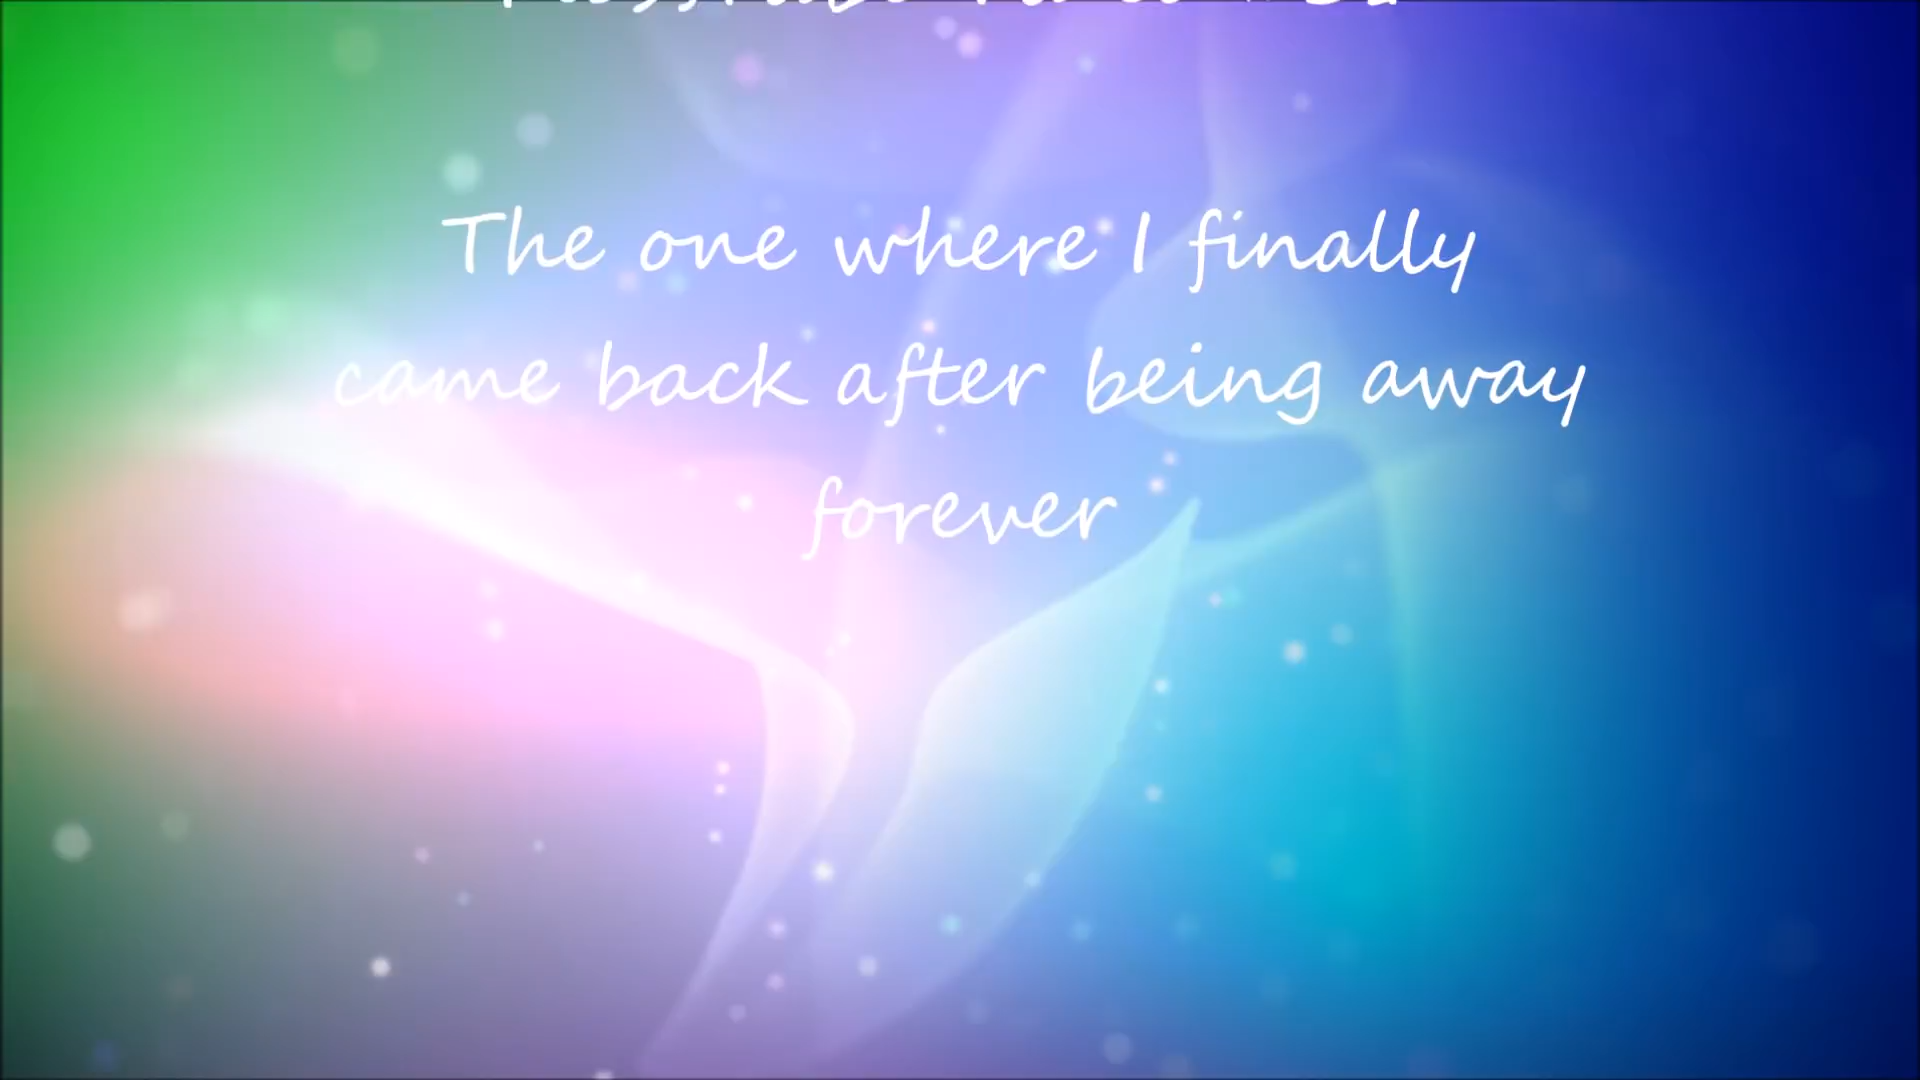 The one where I finally
came back after being away
forever